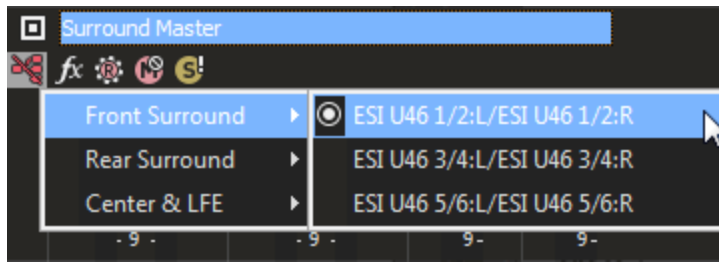 Surround Master
fx R M S!
Front Surround ESI U46 1/2:L/ESI U46 1/2:R
Rear Surround ESI U46 3/4:L/ESI U46 3/4:R
Center & LFE ESI U46 5/6:L/ESI U46 5/6:R
- 9 - - 9 - 9- 9-